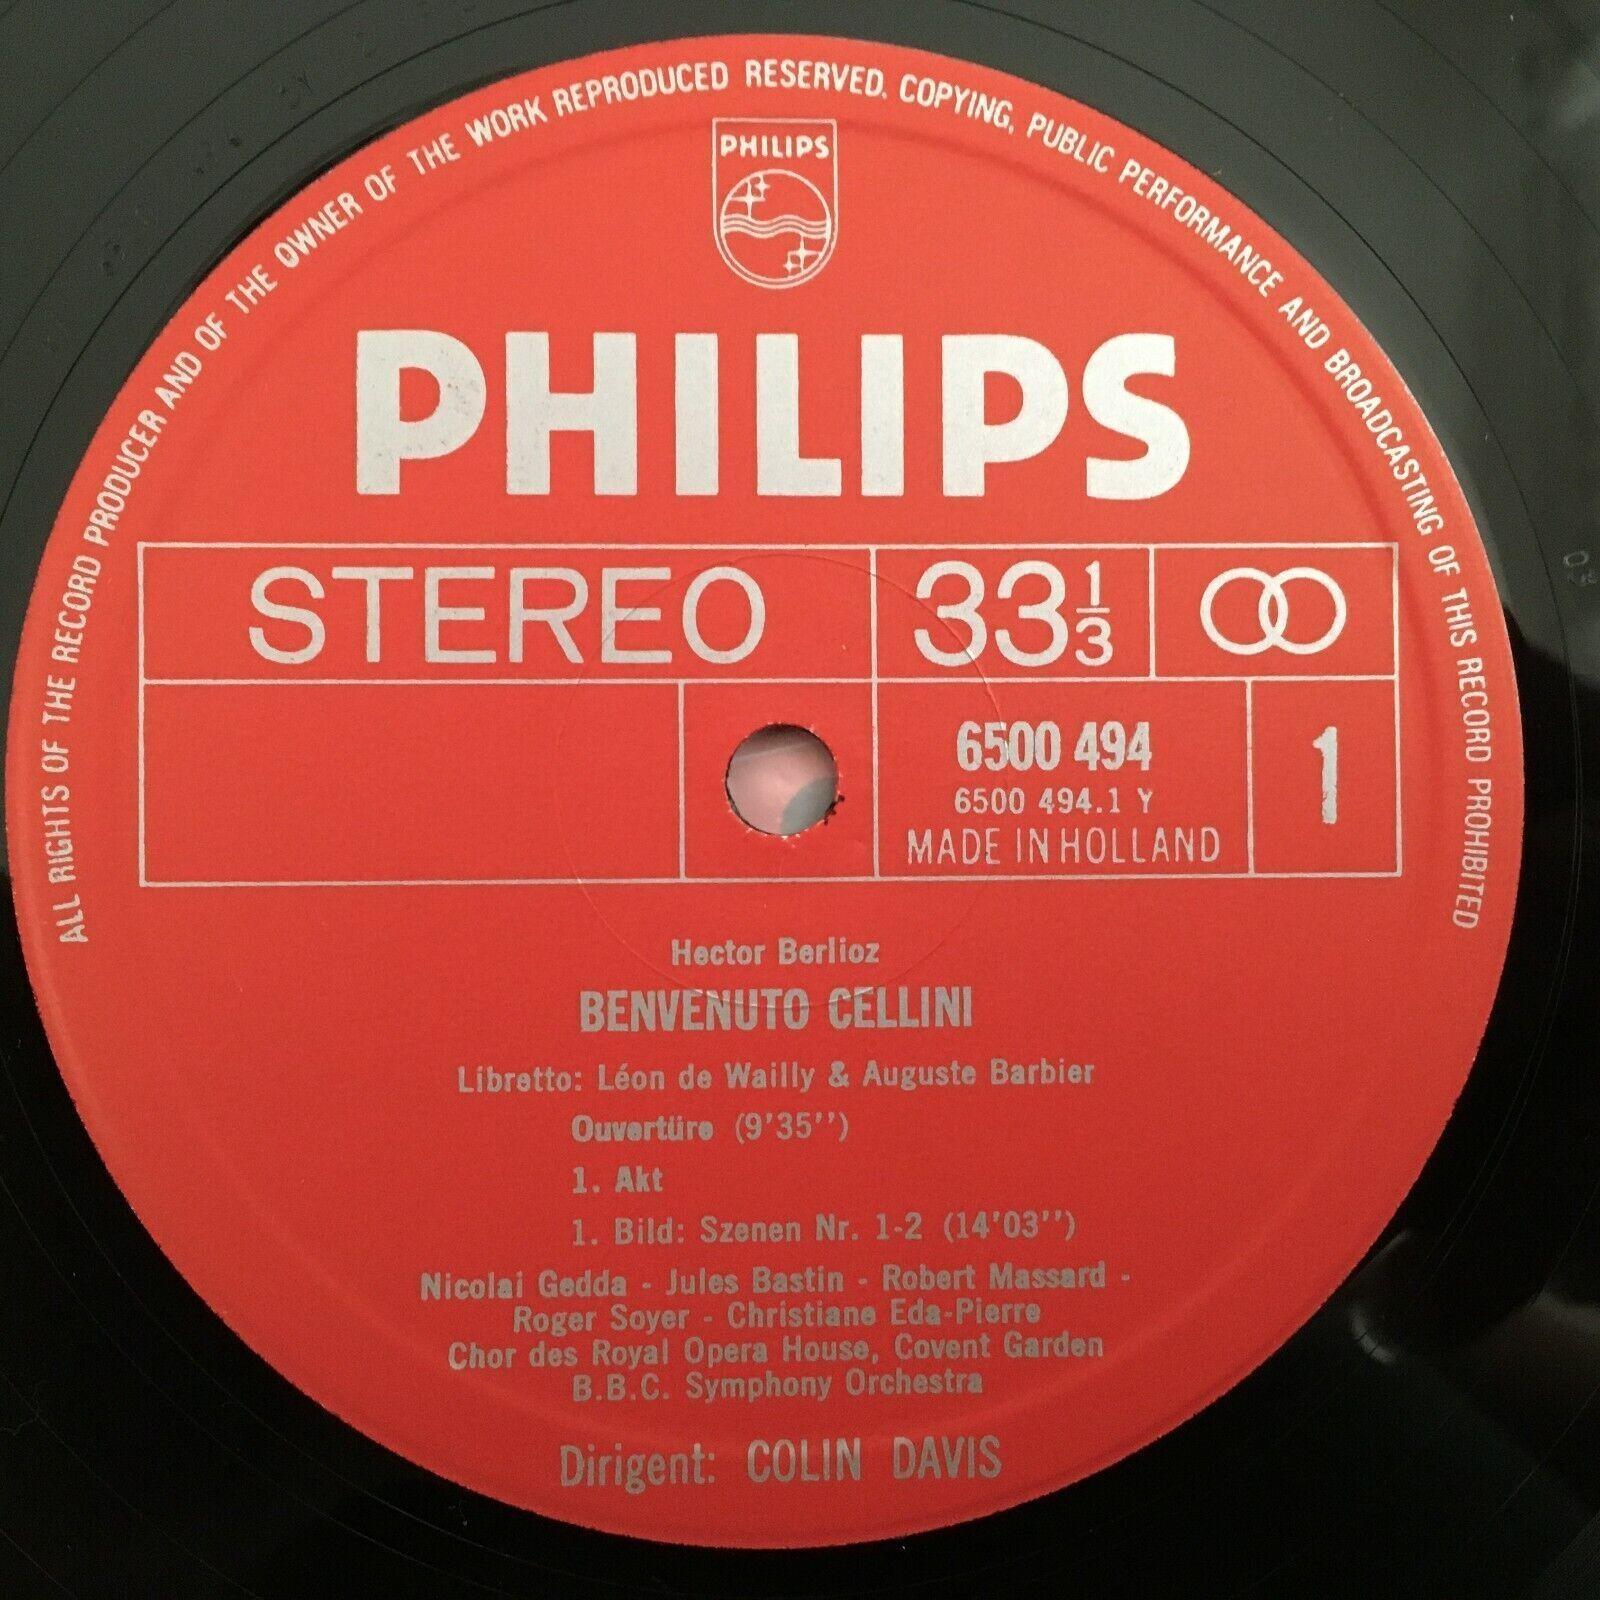 ALL RIGHTS OF THE RECORD PRODUCER AND OF THE OWNER OF THE WORK REPRODUCED RESERVED. COPYING, PUBLIC PERFORMANCE AND BROADCASTING OF THIS RECORD PROHIBITED
PHILIPS
PHILIPS
STEREO 33 1/3
6500 494 1
6500 494.1 Y
MADE IN HOLLAND
Hector Berlioz
BENVENUTO CELLINI
Libretto: Léon de Wailly & Auguste Barbier
Ouvertüre (9'35'')
1. Akt
1. Bild: Szenen Nr. 1-2 (14'03'')
Nicolai Gedda - Jules Bastin - Robert Massard -
Roger Soyer - Christiane Eda-Pierre
Chor des Royal Opera House, Covent Garden
B.B.C. Symphony Orchestra
Dirigent: COLIN DAVIS